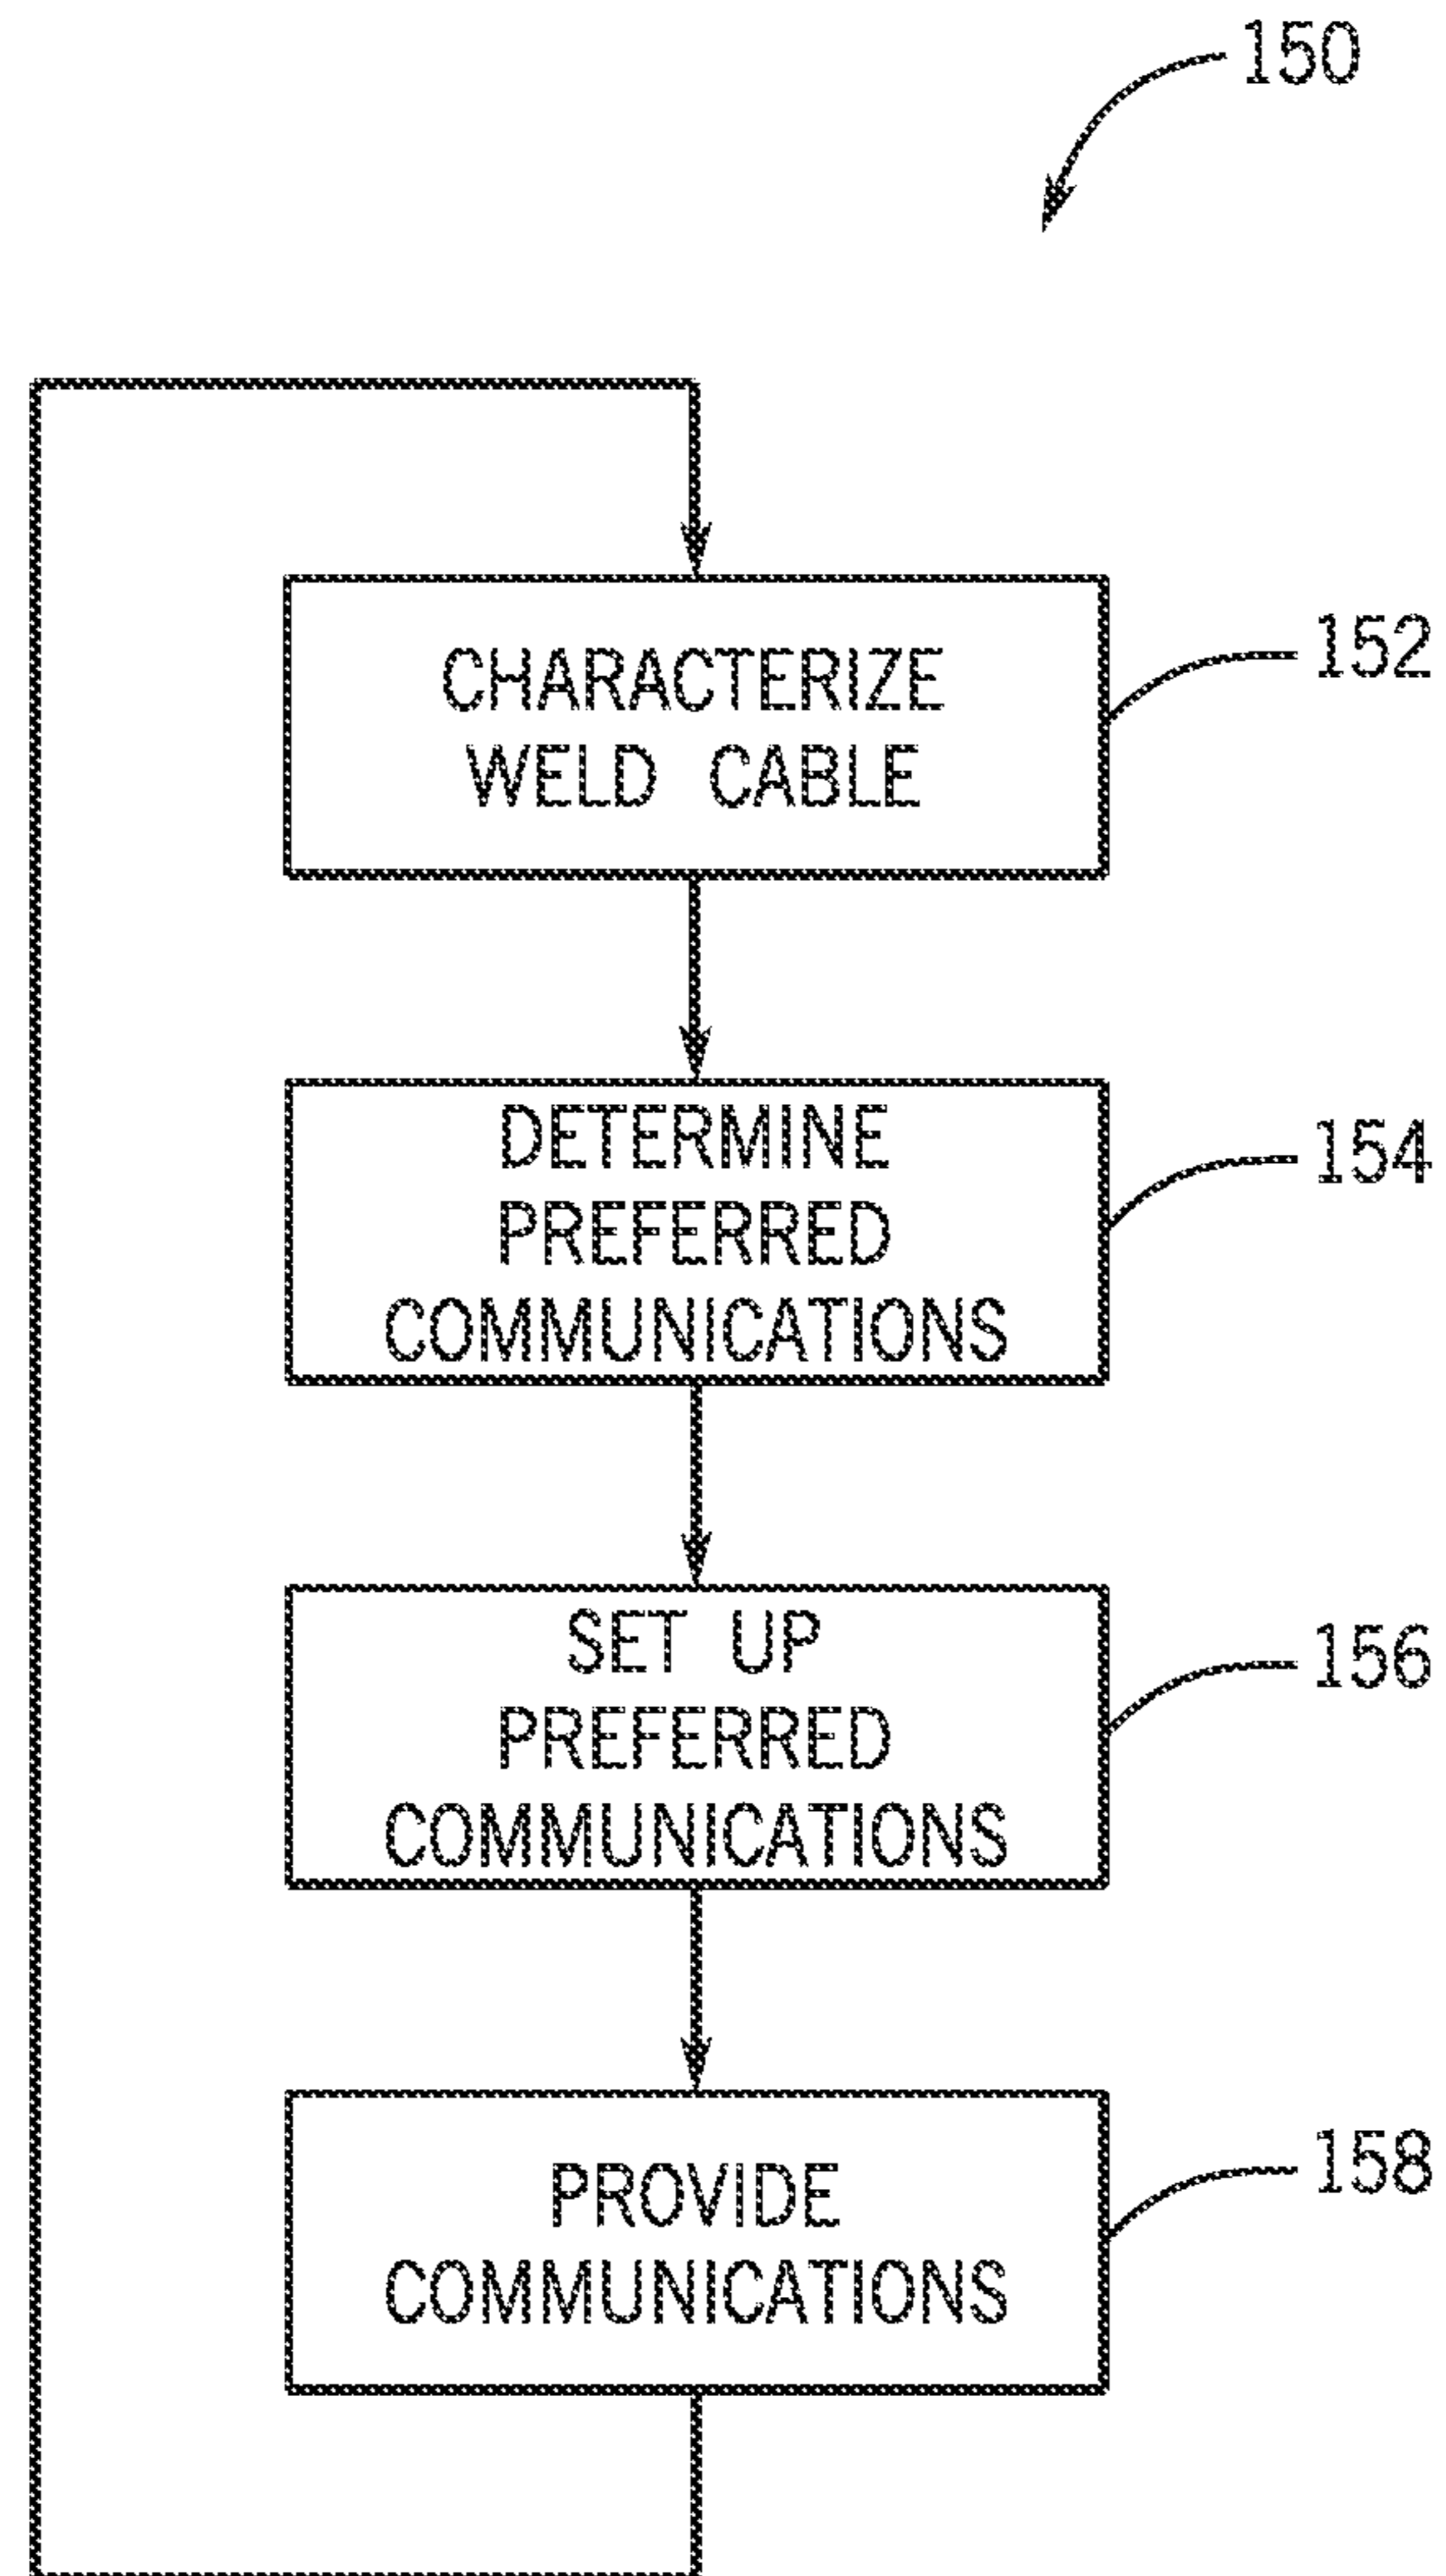 150
CHARACTERIZE
WELD CABLE
152
DETERMINE
PREFERRED
COMMUNICATIONS
154
SET UP
PREFERRED
COMMUNICATIONS
156
PROVIDE
COMMUNICATIONS
158